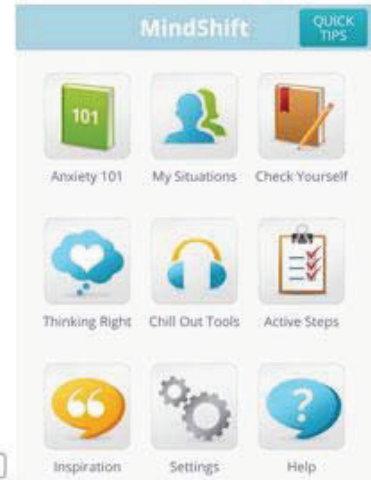 MindShift
QUICK
TIPS
101
Anxiety 101
My Situations
Check Yourself
Thinking Right
Chill Out Tools
Active Steps
Inspiration
Settings
Help